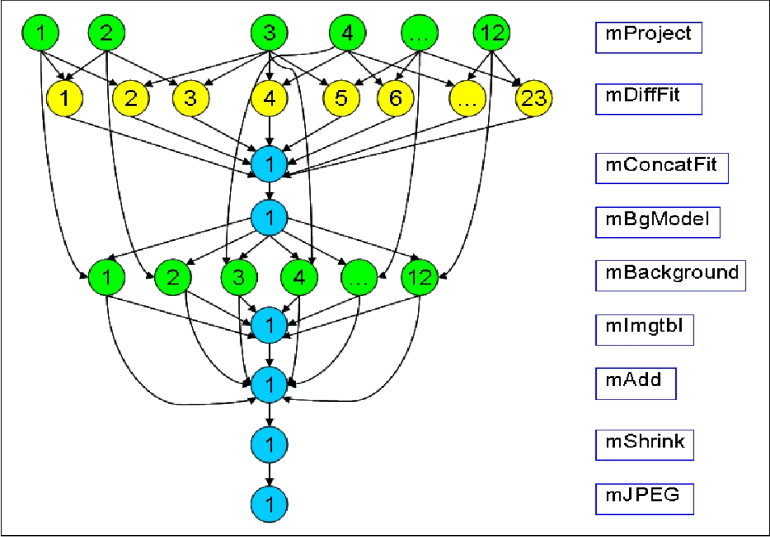 1 2 3 4 ... 12 mProject
1 2 3 4 5 6 ... 23 mDiffFit
1 mConcatFit
1 mBgModel
1 2 3 4 ... 12 mBackground
1 mImgtbl
1 mAdd
1 mShrink
1 mJPEG